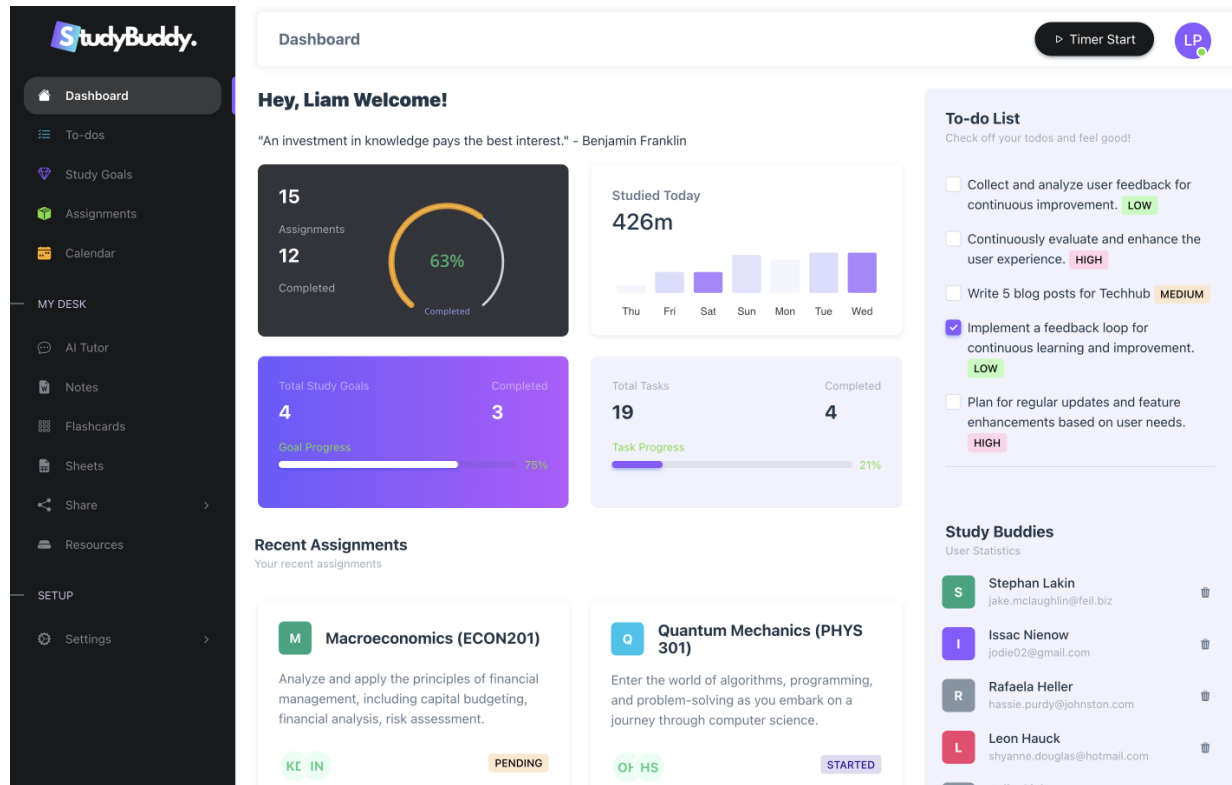 StudyBuddy.
Dashboard
To-dos
Study Goals
Assignments
Calendar
MY DESK
AI Tutor
Notes
Flashcards
Sheets
Share
Resources
SETUP
Settings
Dashboard
Timer Start
LP
Hey, Liam Welcome!
"An investment in knowledge pays the best interest." - Benjamin Franklin
15
Assignments
12
Completed
63%
Completed
Studied Today
426m
Thu Fri Sat Sun Mon Tue Wed
Total Study Goals Completed
4 3
Goal Progress
75%
Total Tasks Completed
19 4
Task Progress
21%
Recent Assignments
Your recent assignments
M
Macroeconomics (ECON201)
Analyze and apply the principles of financial
management, including capital budgeting,
financial analysis, risk assessment.
IN
PENDING
Q
Quantum Mechanics (PHYS
301)
Enter the world of algorithms, programming,
and problem-solving as you embark on a
journey through computer science.
HS
STARTED
To-do List
Check off your todos and feel good!
Collect and analyze user feedback for
continuous improvement. LOW
Continuously evaluate and enhance the
user experience. HIGH
Write 5 blog posts for Techhub MEDIUM
Implement a feedback loop for
continuous learning and improvement.
LOW
Plan for regular updates and feature
enhancements based on user needs.
HIGH
Study Buddies
User Statistics
S
Stephan Lakin
jake.mclaughlin@feil.biz
I
Issac Nienow
jodie02@gmail.com
R
Rafaela Heller
hassie.purdy@johnston.com
L
Leon Hauck
shyanne.douglas@hotmail.com